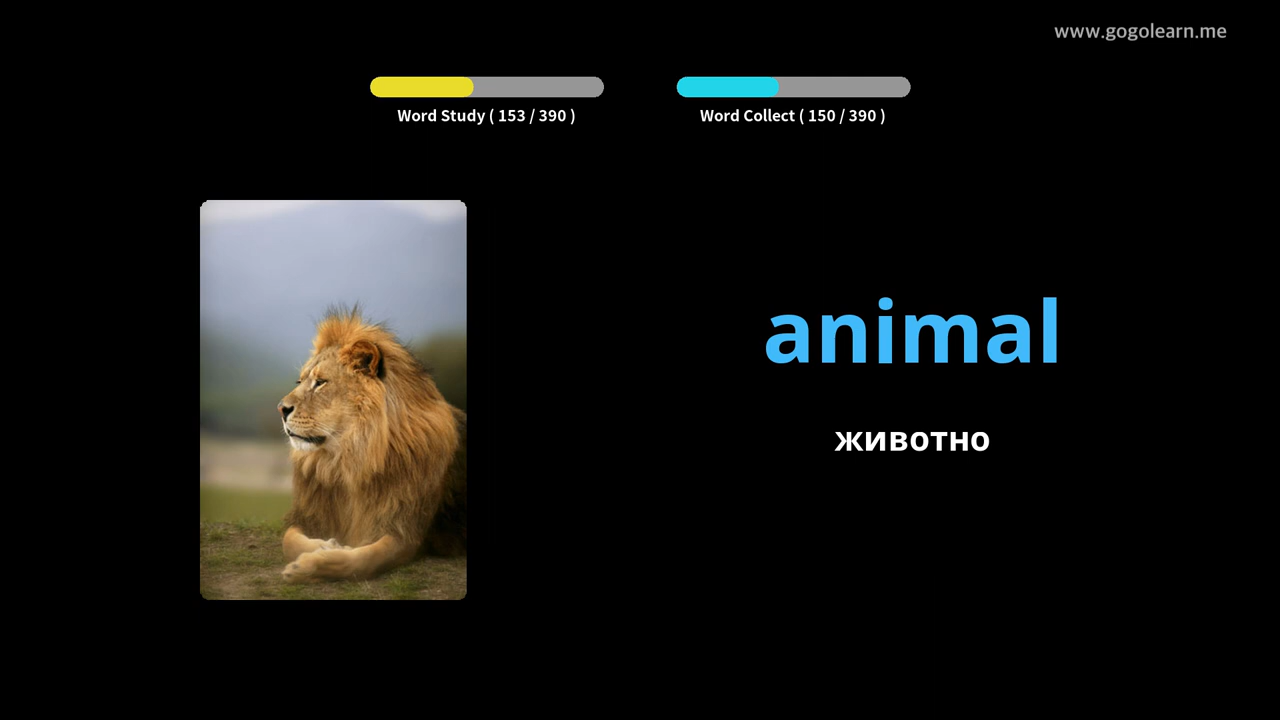 www.gogolearn.me
Word Study ( 153 / 390 )
Word Collect ( 150 / 390 )
animal
животно